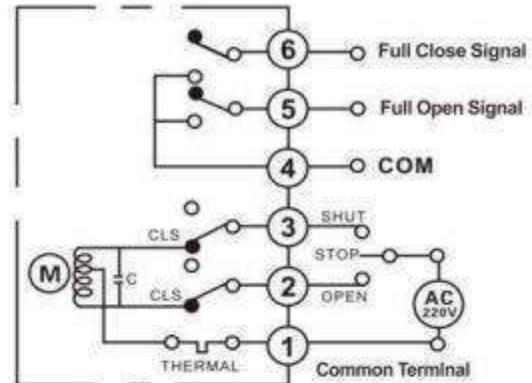 6 Full Close Signal
5 Full Open Signal
4 COM
CLS 3 SHUT
STOP
M C
CLS 2 OPEN
AC
220V
1
THERMAL Common Terminal